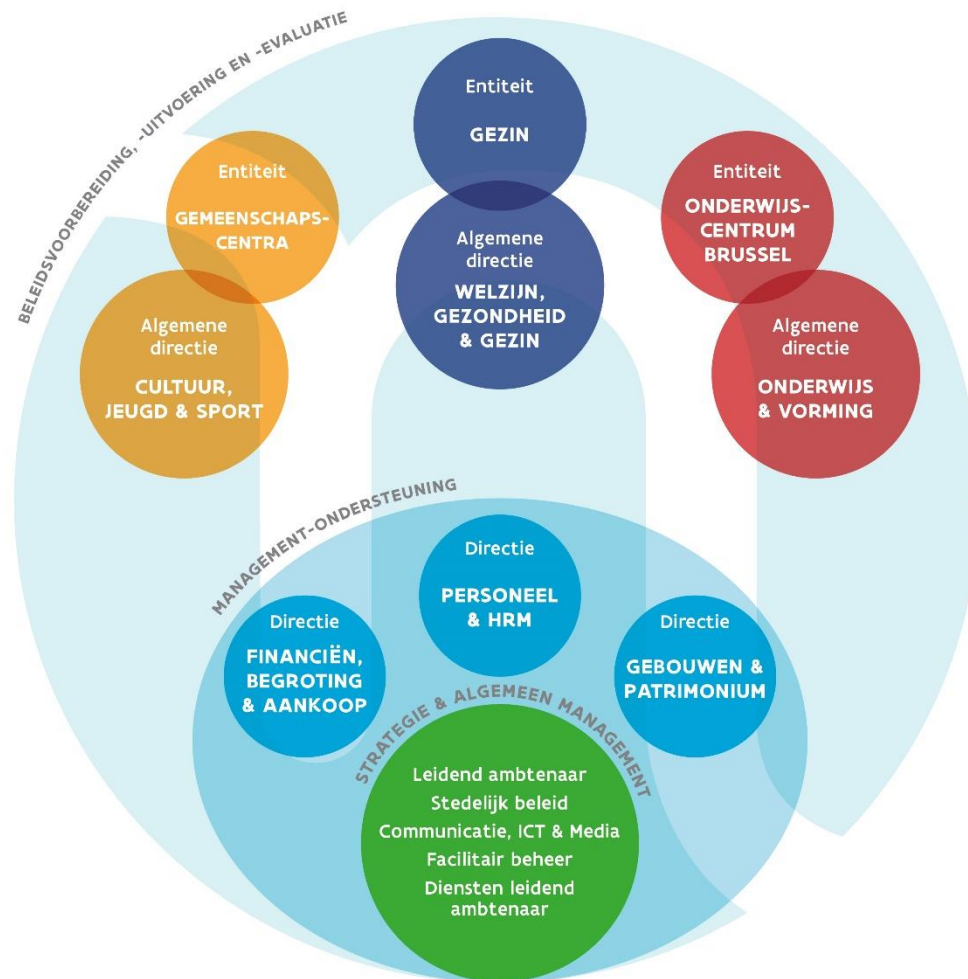 BELEIDSVOORBEREIDING, -UITVOERING EN -EVALUATIE
Entiteit
GEZIN
Entiteit
GEMEENSCHAPS-
CENTRA
Entiteit
ONDERWIJS-
CENTRUM
BRUSSEL
Algemene
directie
WELZIJN,
GEZONDHEID
& GEZIN
Algemene
directie
CULTUUR,
JEUGD & SPORT
Algemene
directie
ONDERWIJS
& VORMING
MANAGEMENT-ONDERSTEUNING
Directie
PERSONEEL
& HRM
Directie
FINANCIËN,
BEGROTING
& AANKOOP
Directie
GEBOUWEN &
PATRIMONIUM
STRATEGIE & ALGEMEEN MANAGEMENT
Leidend ambtenaar
Stedelijk beleid
Communicatie, ICT & Media
Facilitair beheer
Diensten leidend
ambtenaar